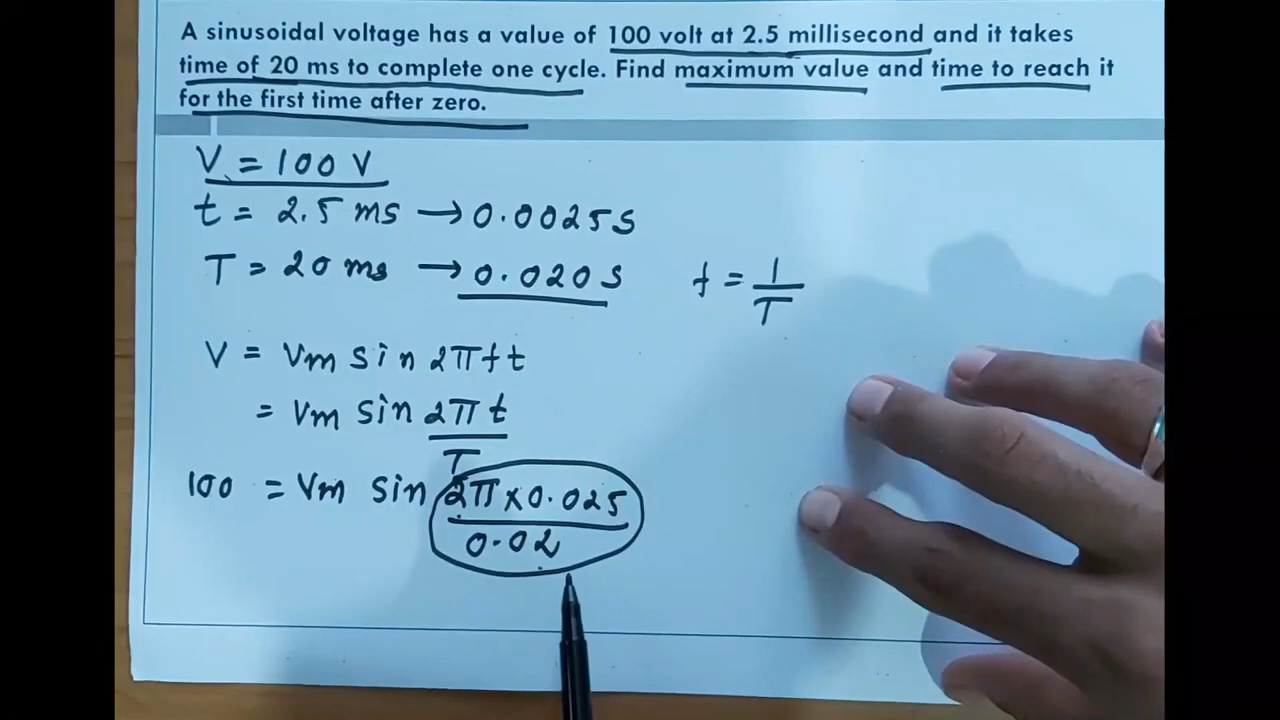 A sinusoidal voltage has a value of 100 volt at 2.5 millisecond and it takes
time of 20 ms to complete one cycle. Find maximum value and time to reach it
for the first time after zero.
V = 100 V
t = 2.5 ms → 0.0025 S
T = 20 ms → 0.020 S f = 1/T
V = Vm sin 2πft
= Vm sin 2πt/T
100 = Vm sin 2π×0.025/0.02